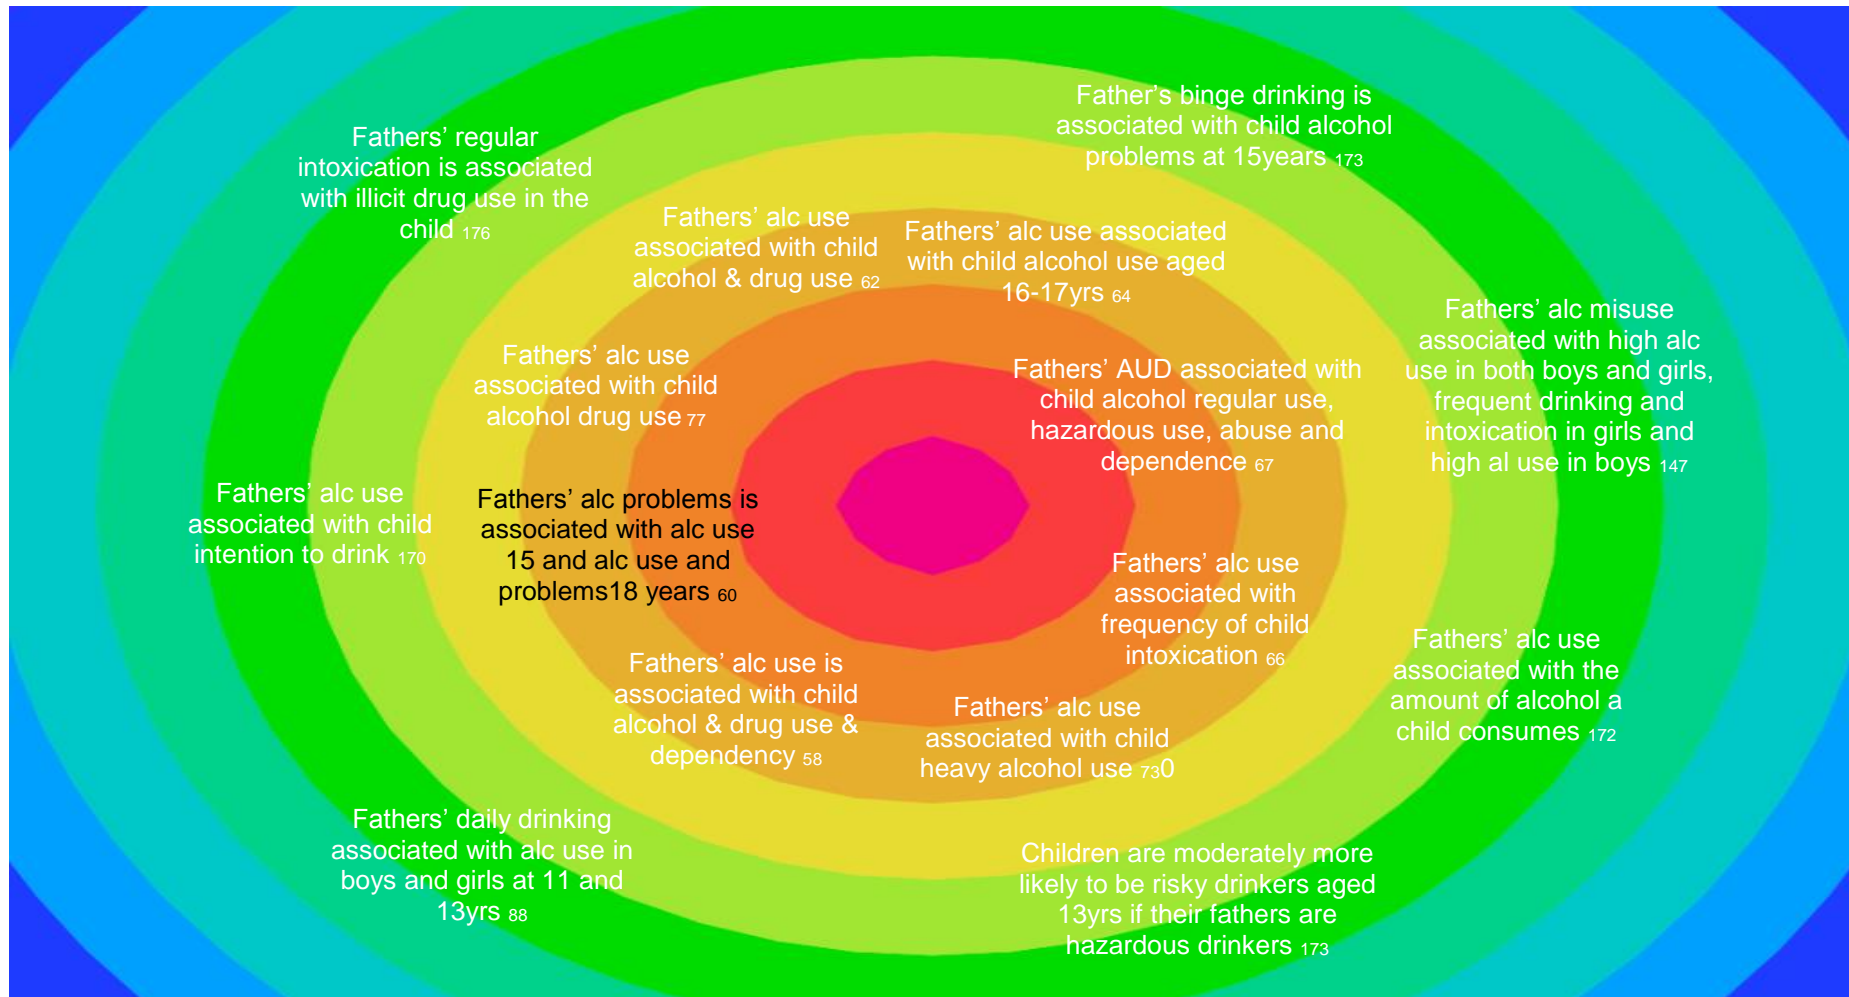 Father's binge drinking is
associated with child alcohol
problems at 15years 173
Fathers' regular
intoxication is associated
with illicit drug use in the
child 176
Fathers' alc use
associated with child
alcohol & drug use 62
Fathers' alc use associated
with child alcohol use aged
16-17yrs 64
Fathers' alc misuse
associated with high alc
use in both boys and girls,
frequent drinking and
intoxication in girls and
high al use in boys 147
Fathers' alc use
associated with child
alcohol drug use 77
Fathers' AUD associated with
child alcohol regular use,
hazardous use, abuse and
dependence 67
Fathers' alc use
associated with child
intention to drink 170
Fathers' alc problems is
associated with alc use
15 and alc use and
problems18 years 60
Fathers' alc use
associated with
frequency of child
intoxication 66
Fathers' alc use
associated with the
amount of alcohol a
child consumes 172
Fathers' alc use is
associated with child
alcohol & drug use &
dependency 58
Fathers' alc use
associated with child
heavy alcohol use 730
Fathers' daily drinking
associated with alc use in
boys and girls at 11 and
13yrs 88
Children are moderately more
likely to be risky drinkers aged
13yrs if their fathers are
hazardous drinkers 173